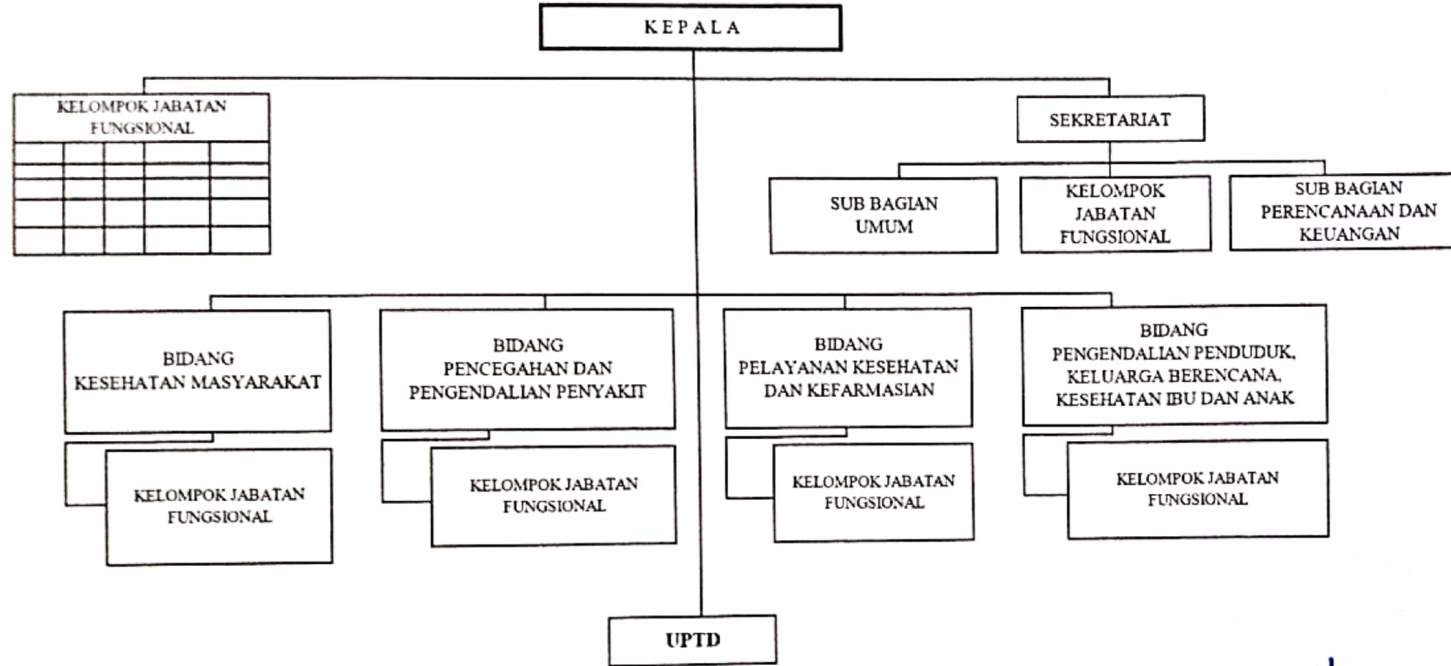 KEPALA
KELOMPOK JABATAN
FUNGSIONAL
SEKRETARIAT
SUB BAGIAN
UMUM
KELOMPOK
JABATAN
FUNGSIONAL
SUB BAGIAN
PERENCANAAN DAN
KEUANGAN
BIDANG
KESEHATAN MASYARAKAT
BIDANG
PENCEGAHAN DAN
PENGENDALIAN PENYAKIT
BIDANG
PELAYANAN KESEHATAN
DAN KEFARMASIAN
BIDANG
PENGENDALIAN PENDUDUK,
KELUARGA BERENCANA,
KESEHATAN IBU DAN ANAK
KELOMPOK JABATAN
FUNGSIONAL
KELOMPOK JABATAN
FUNGSIONAL
KELOMPOK JABATAN
FUNGSIONAL
KELOMPOK JABATAN
FUNGSIONAL
UPTD